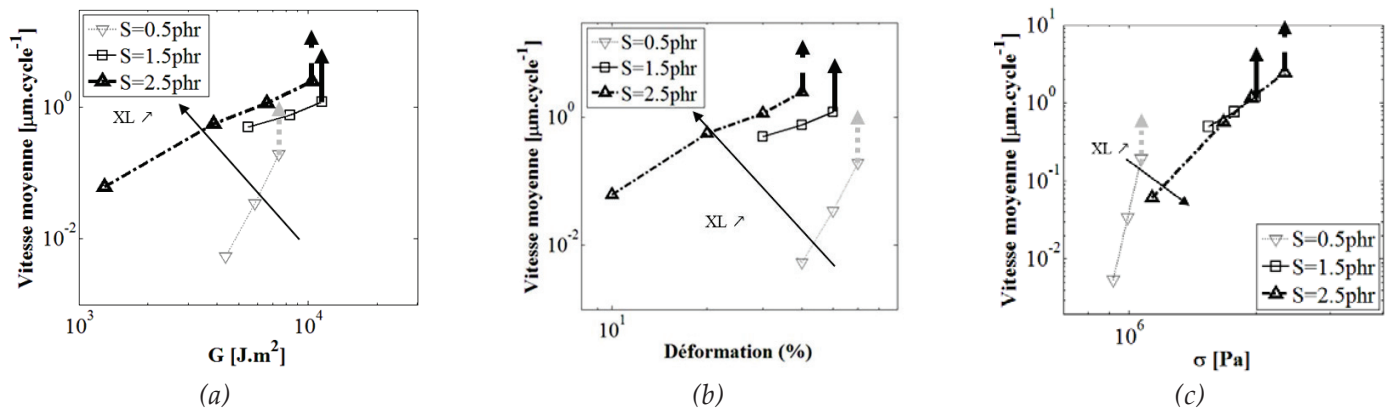 (a)
S=0.5phr
S=1.5phr
S=2.5phr
XL ↗
Vitesse moyenne [μm.cycle⁻¹]
10⁰
10⁻²
10³
10⁴
G [J.m²]
(b)
S=0.5phr
S=1.5phr
S=2.5phr
XL ↗
Vitesse moyenne [μm.cycle⁻¹]
10⁰
10⁻²
10¹
Déformation (%)
(c)
10¹
10⁰
10⁻¹
10⁻²
Vitesse moyenne [μm.cycle⁻¹]
XL ↗
S=0.5phr
S=1.5phr
S=2.5phr
10⁶
σ [Pa]
(a)
(b)
(c)